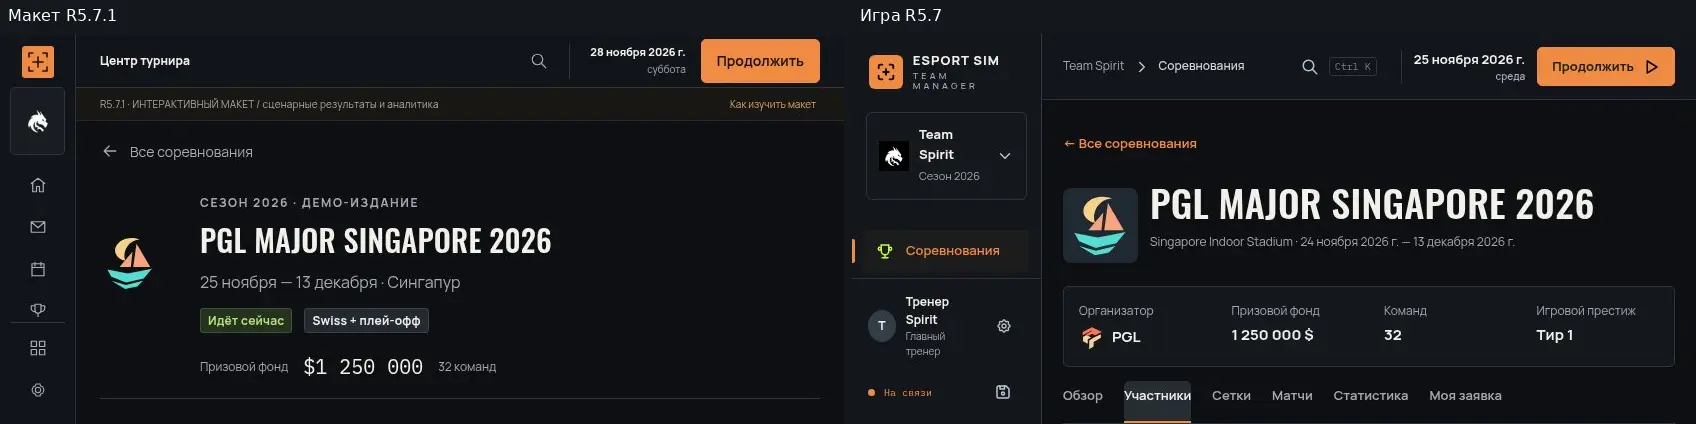 Макет R5.7.1
Центр турнира
28 ноября 2026 г.
суббота
Продолжить
R5.7.1 · ИНТЕРАКТИВНЫЙ МАКЕТ / сценарные результаты и аналитика
Как изучить макет
← Все соревнования
СЕЗОН 2026 · ДЕМО-ИЗДАНИЕ
PGL MAJOR SINGAPORE 2026
25 ноября — 13 декабря · Сингапур
Идёт сейчас
Swiss + плей-офф
Призовой фонд $1 250 000 32 команд
Игра R5.7
ESPORT SIM
TEAM
MANAGER
Team
Spirit
Сезон 2026
Соревнования
Тренер
Spirit
Главный
тренер
T
На связи
Team Spirit > Соревнования
Ctrl K
25 ноября 2026 г.
среда
Продолжить
← Все соревнования
PGL MAJOR SINGAPORE 2026
Singapore Indoor Stadium · 24 ноября 2026 г. — 13 декабря 2026 г.
Организатор
PGL
Призовой фонд
1 250 000 $
Команд
32
Игровой престиж
Тир 1
Обзор Участники Сетки Матчи Статистика Моя заявка